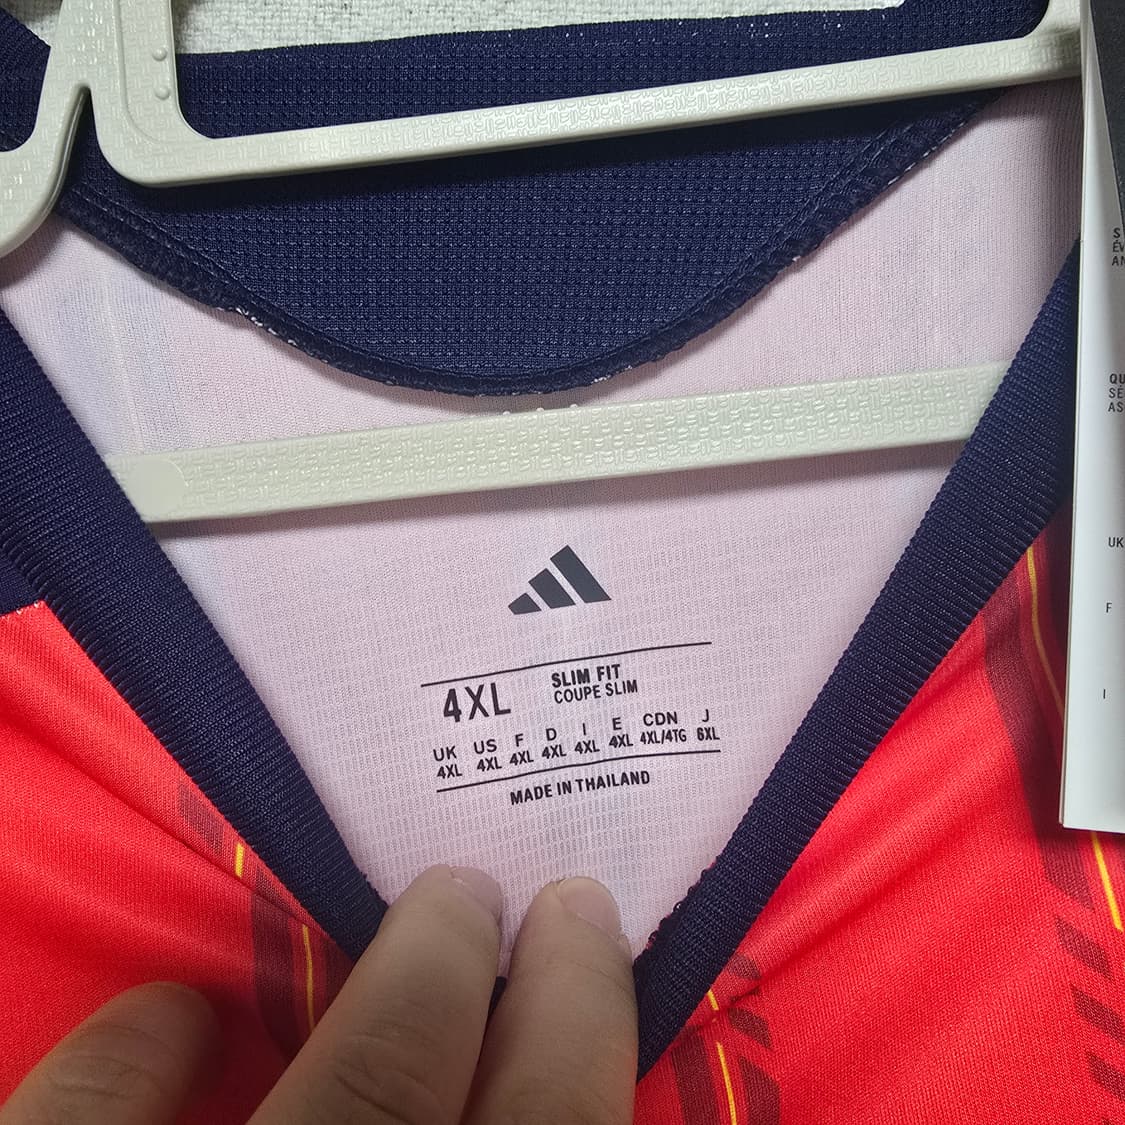 4XL
SLIM FIT
COUPE SLIM
UK US F D I E CDN J
4XL 4XL 4XL 4XL 4XL 4XL 4XL/4TG 6XL
MADE IN THAILAND
UK
F
I